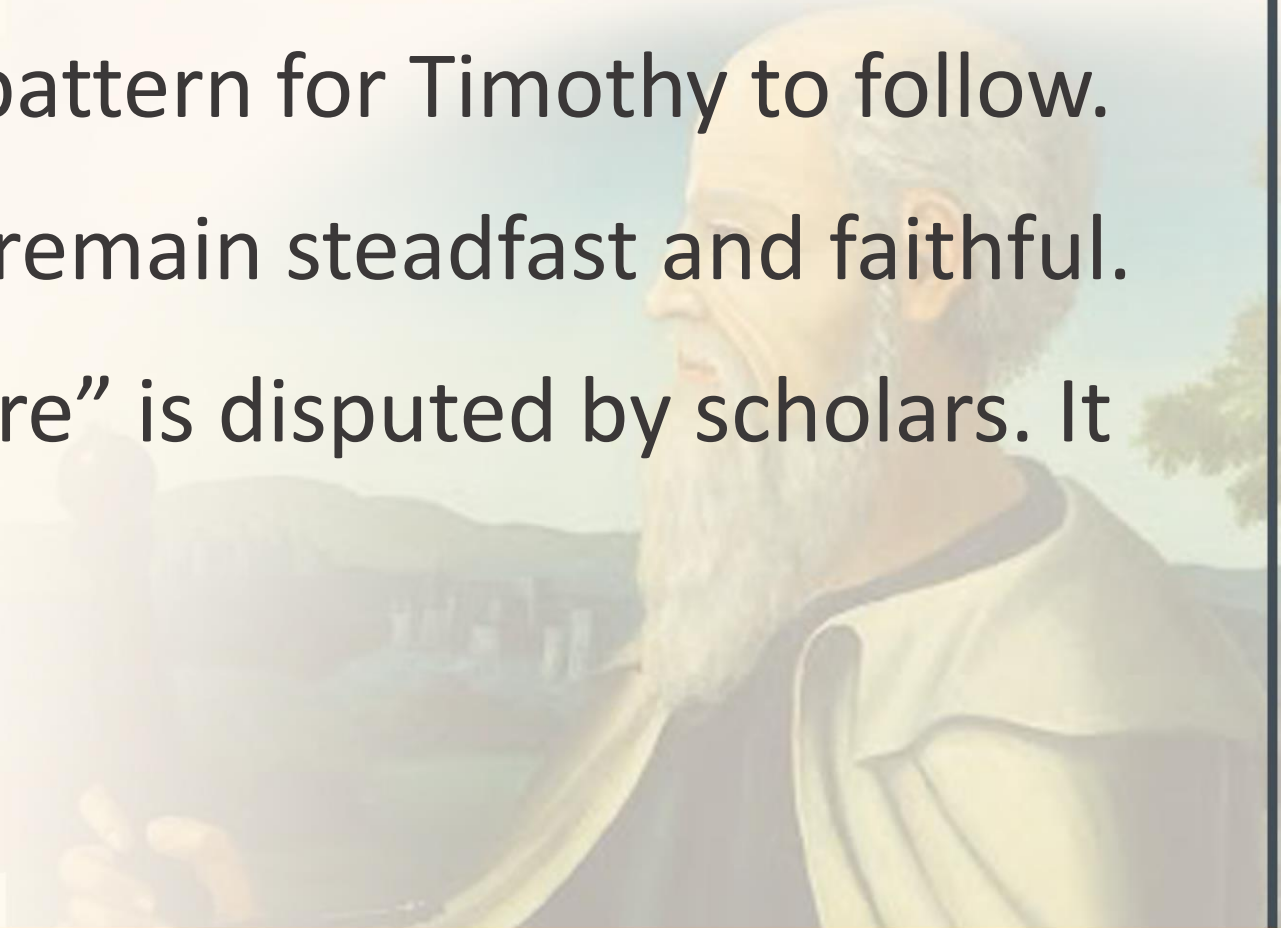 pattern for Timothy to follow.
remain steadfast and faithful.
re” is disputed by scholars. It